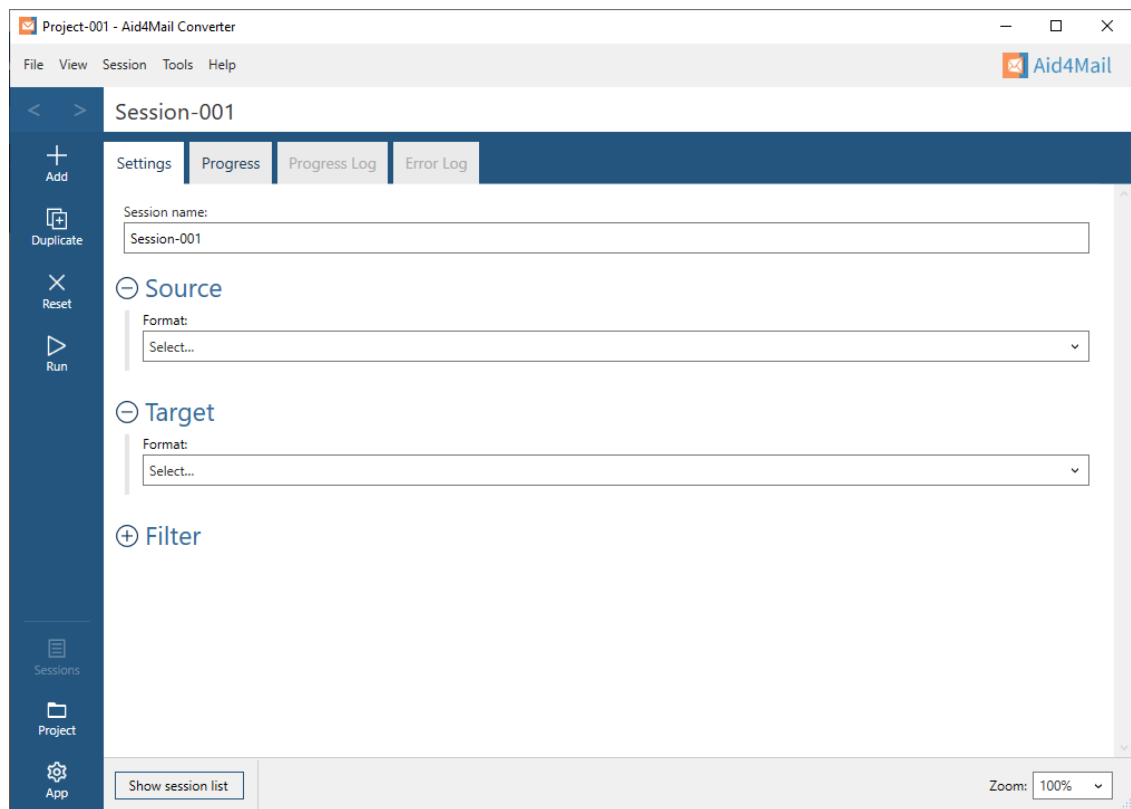 Project-001 - Aid4Mail Converter
File View Session Tools Help
Aid4Mail
< >
Session-001
Add
Duplicate
Reset
Run
Settings
Progress
Progress Log
Error Log
Session name:
Session-001
Source
Format:
Select...
Target
Format:
Select...
Filter
Sessions
Project
App
Show session list
Zoom: 100%